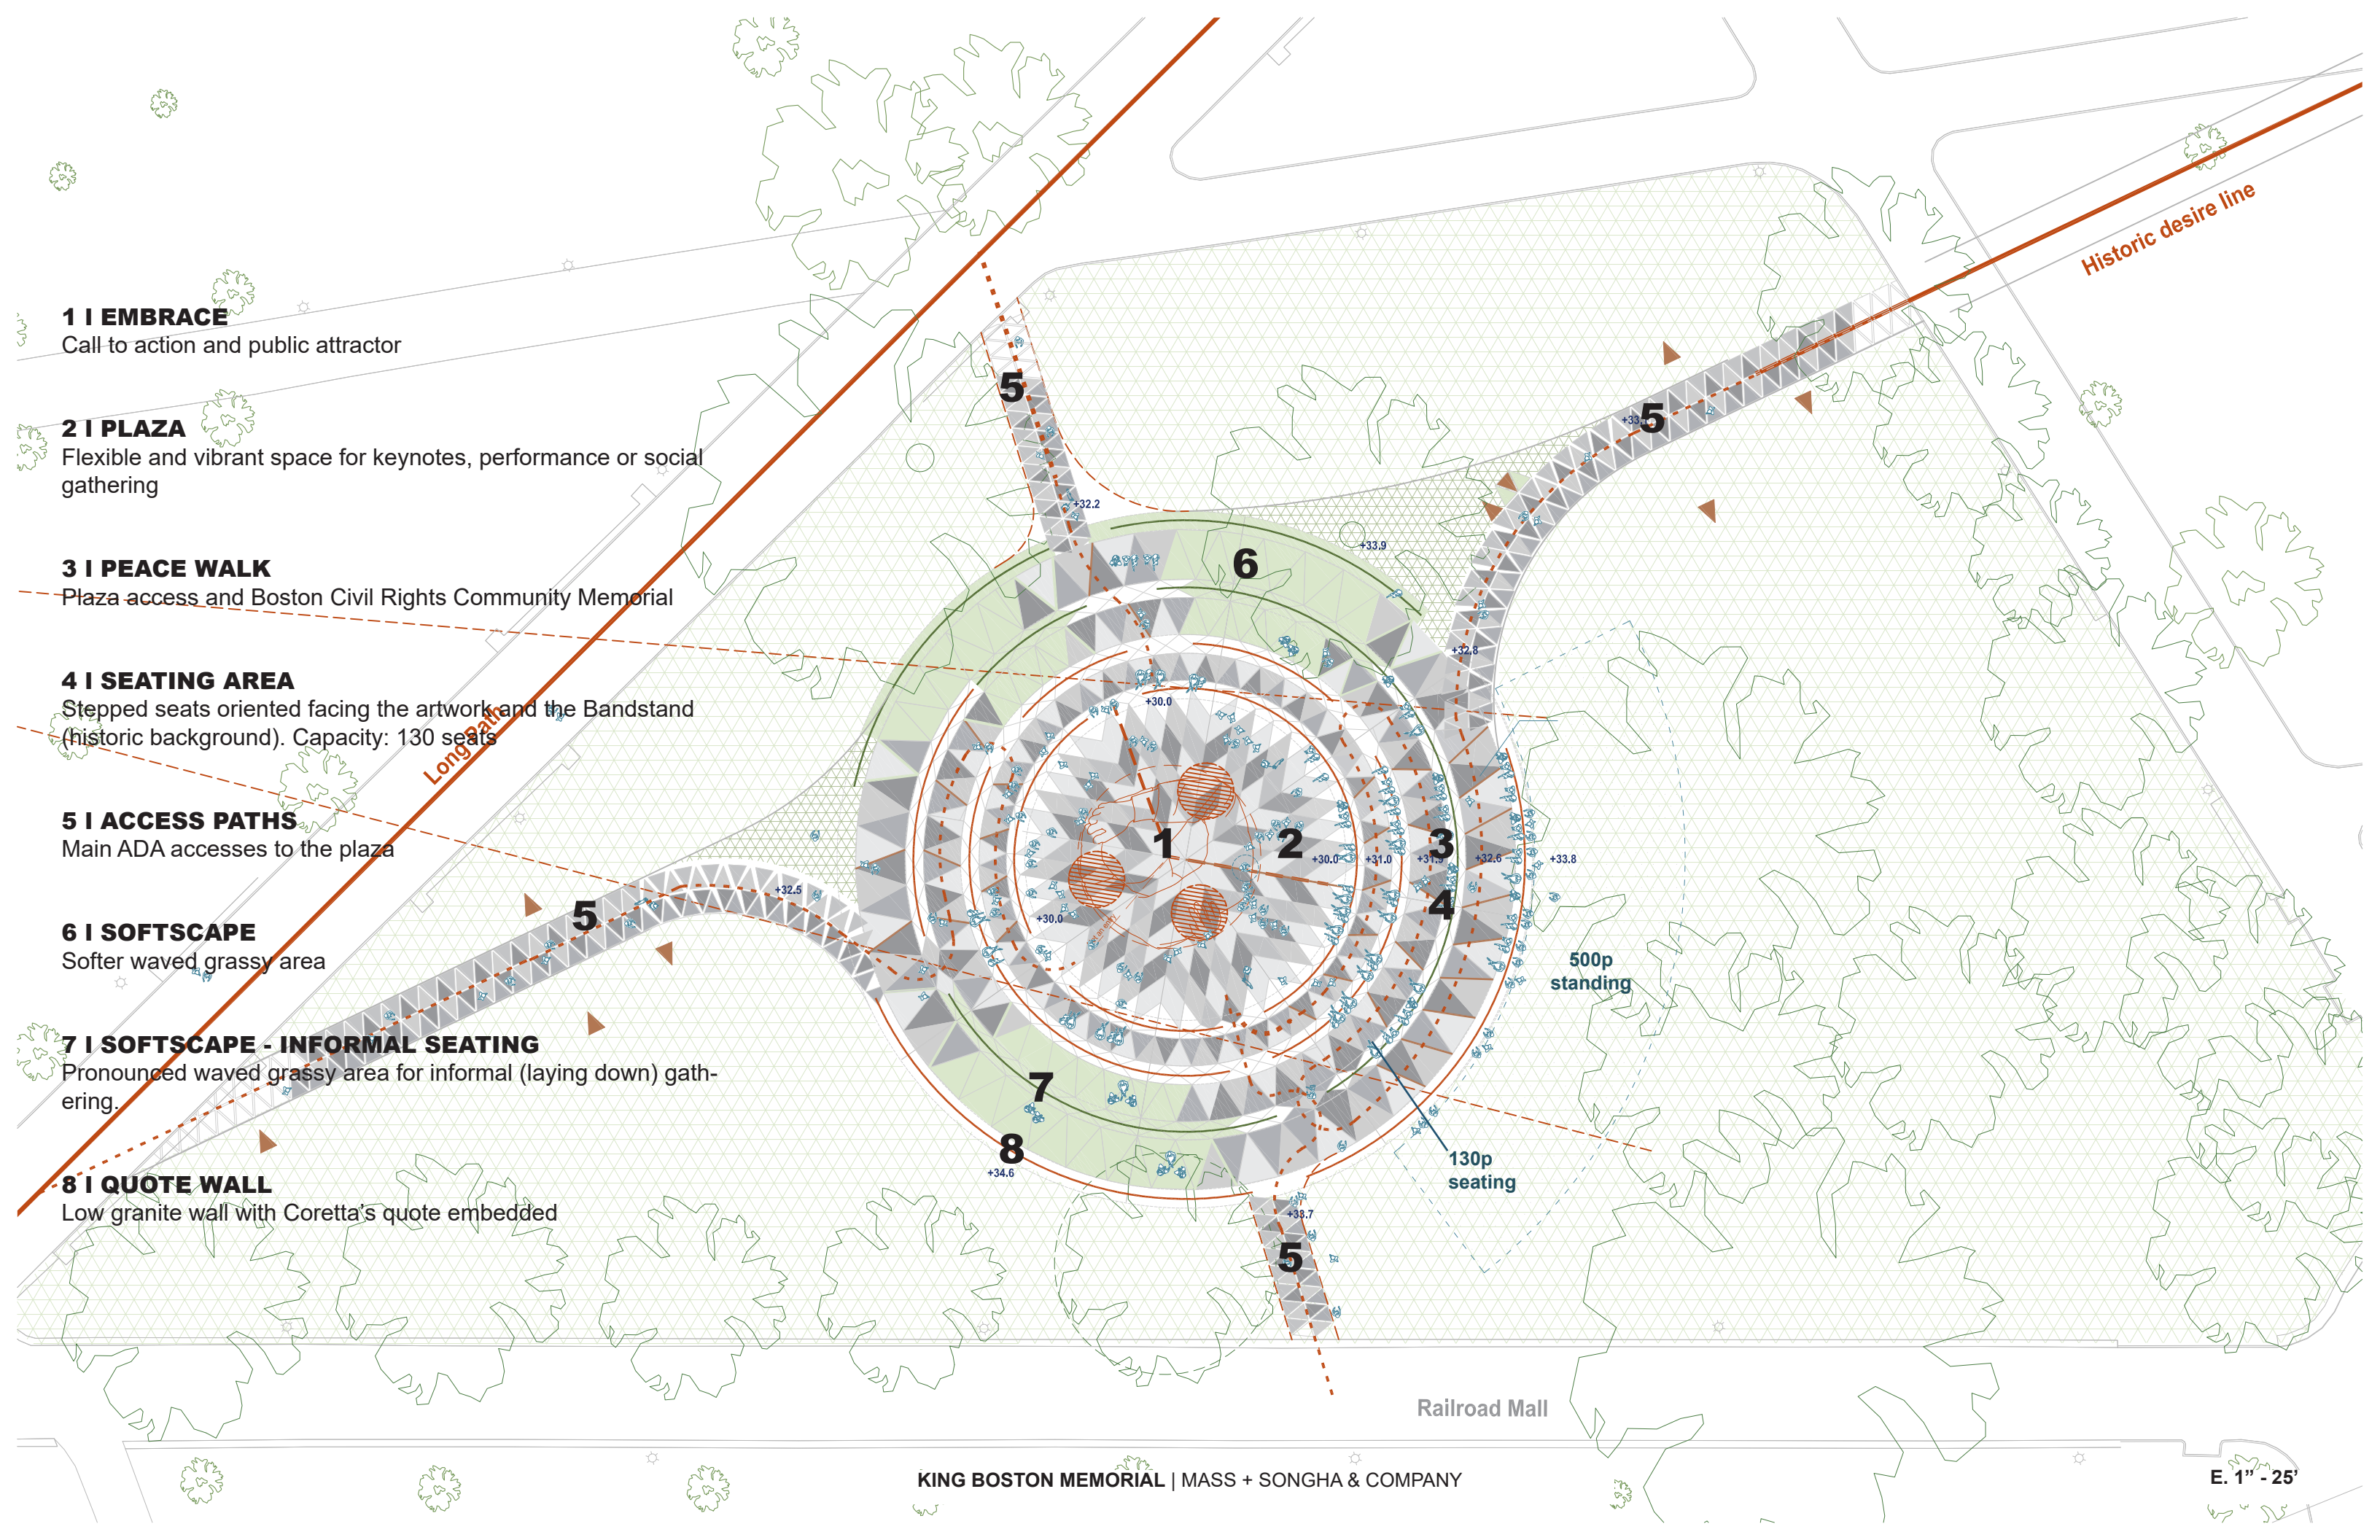 Historic desire line
1 I EMBRACE
Call to action and public attractor
2 I PLAZA
Flexible and vibrant space for keynotes, performance or social
gathering
3 I PEACE WALK
Plaza access and Boston Civil Rights Community Memorial
4 I SEATING AREA
Stepped seats oriented facing the artwork and the Bandstand
(historic background). Capacity: 130 seats
Long Path
5 I ACCESS PATHS
Main ADA accesses to the plaza
6 I SOFTSCAPE
Softer waved grassy area
7 I SOFTSCAPE - INFORMAL SEATING
Pronounced waved grassy area for informal (laying down) gath-
ering.
8 I QUOTE WALL
Low granite wall with Coretta's quote embedded
5
5
+32.2
+33.9
6
+32.8
+30.0
1
2
3
+30.0
+31.0
+32.6
+33.8
4
+30.0
+32.5
5
500p
standing
7
8
+34.6
130p
seating
+33.7
5
Railroad Mall
KING BOSTON MEMORIAL | MASS + SONGHA & COMPANY
E. 1” - 25’